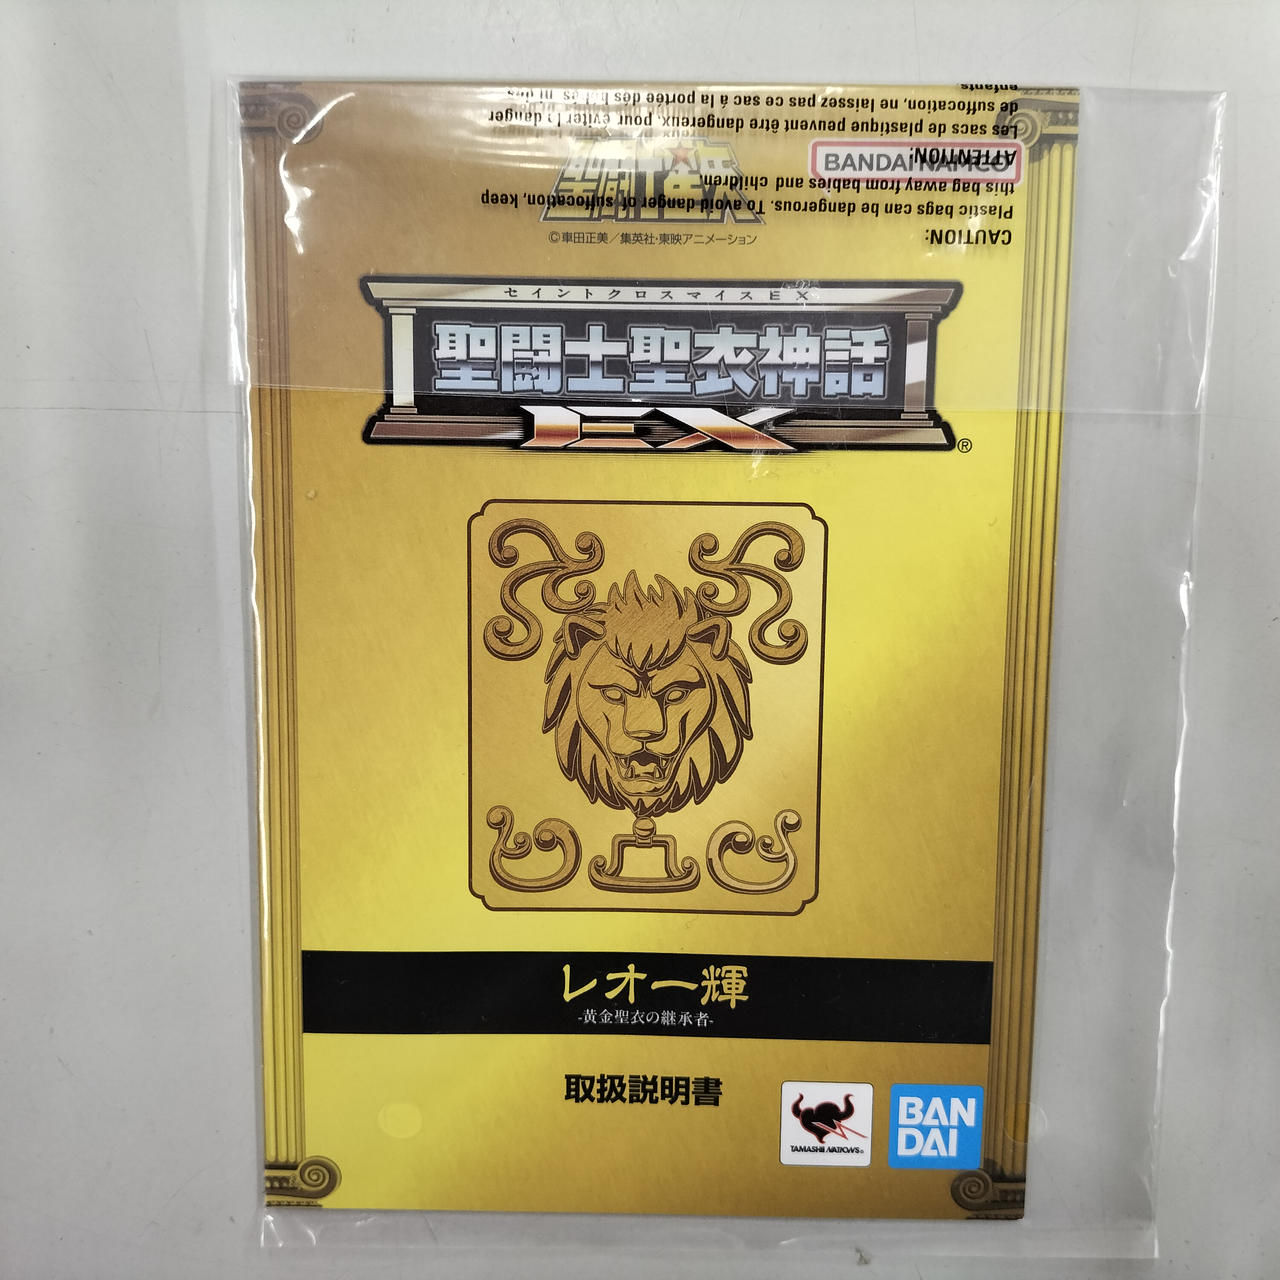 enfants.
de suffocation, ne laissez pas ce sac á la portée des bébés ni des
Les sacs de plastique peuvent être dangereux, pour éviter le danger
ATTENTION:
this bag away from babies and children.
Plastic bags can be dangerous. To avoid danger of suffocation, keep
CAUTION:
聖闘士星矢
BANDAI NAMCO
©車田正美／集英社・東映アニメーション
セイントクロスマイスEX
聖闘士聖衣神話
EX
®
レオ一輝
-黄金聖衣の継承者-
取扱説明書
TAMASHII NATIONS
BAN
DAI